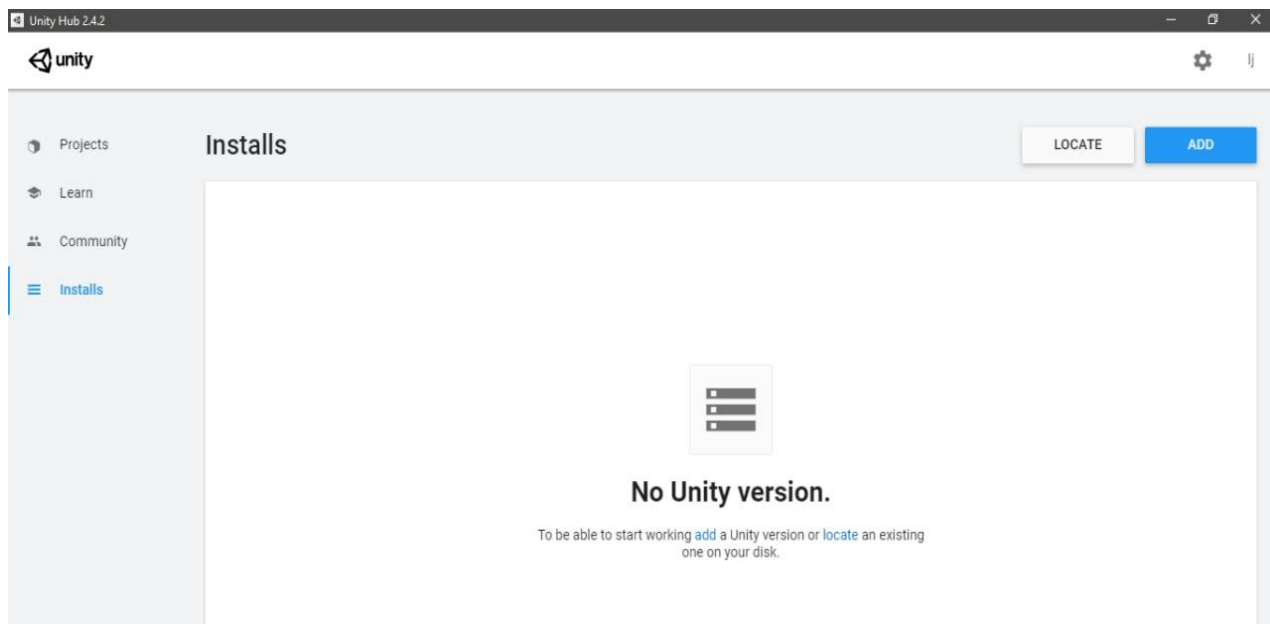 Unity Hub 2.4.2
unity
lj
Projects
Installs
LOCATE
ADD
Learn
Community
Installs
No Unity version.
To be able to start working add a Unity version or locate an existing
one on your disk.